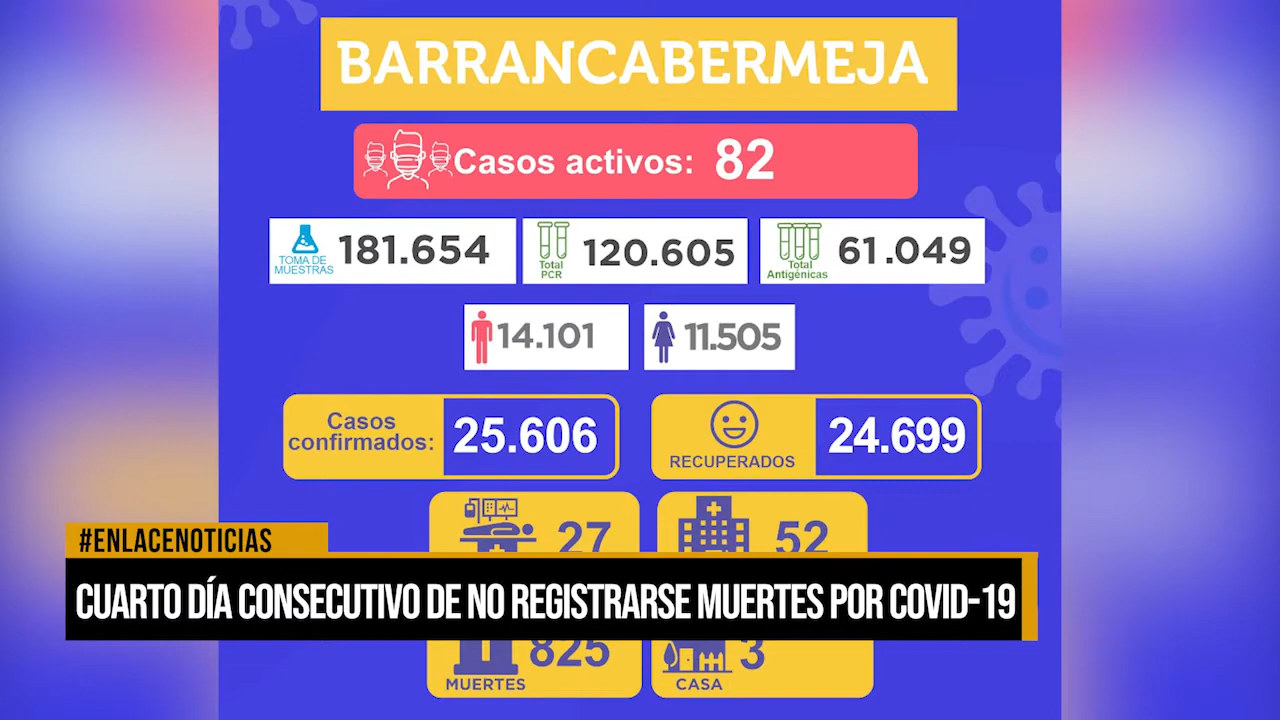 BARRANCABERMEJA
Casos activos: 82
TOMA DE
MUESTRAS
181.654
Total
PCR
120.605
Total
Antigénicas
61.049
14.101
11.505
Casos
confirmados:
25.606
RECUPERADOS
24.699
27
52
#ENLACENOTICIAS
CUARTO DÍA CONSECUTIVO DE NO REGISTRARSE MUERTES POR COVID-19
825
MUERTES
3
CASA